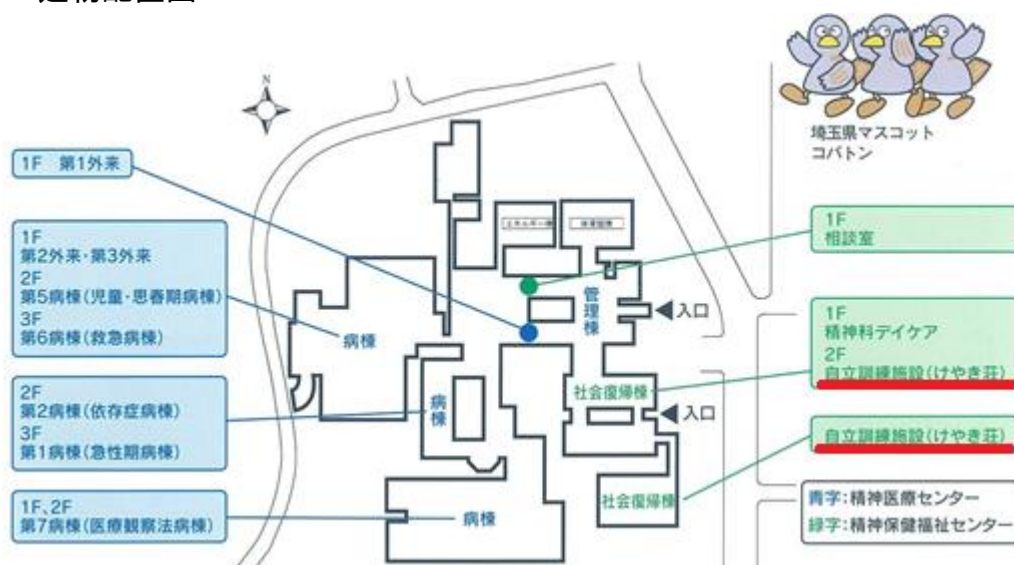 N
埼玉県マスコット
コバトン
1F 第1外来
1F
第2外来・第3外来
2F
第5病棟(児童・思春期病棟)
3F
第6病棟(救急病棟)
2F
第2病棟(依存症病棟)
3F
第1病棟(急性期病棟)
1F、2F
第7病棟(医療観察法病棟)
病棟
病棟
病棟
管理棟
入口
社会復帰棟
入口
社会復帰棟
1F
相談室
1F
精神科デイケア
2F
自立訓練施設(けやき荘)
自立訓練施設(けやき荘)
青字:精神医療センター
緑字:精神保健福祉センター